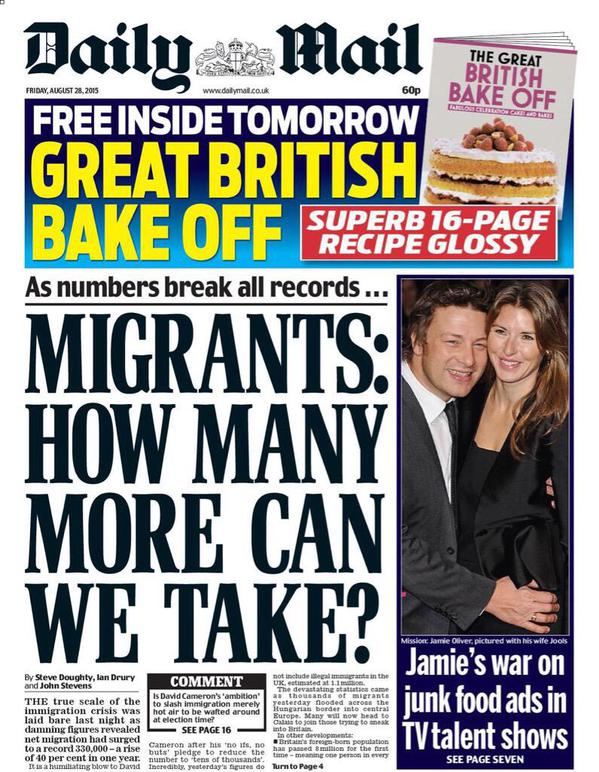 Daily Mail
FRIDAY, AUGUST 28, 2015
www.dailymail.co.uk
60p
FREE INSIDE TOMORROW
GREAT BRITISH
BAKE OFF
SUPERB 16-PAGE
RECIPE GLOSSY
THE GREAT
BRITISH
BAKE OFF
FABULOUS CELEBRATION CAKES AND BAKES
As numbers break all records ...
MIGRANTS:
HOW MANY
MORE CAN
WE TAKE?
By Steve Doughty, Ian Drury
and John Stevens
THE true scale of the
immigration crisis was
laid bare last night as
damning figures revealed
net migration had surged
to a record 330,000 – a rise
of 40 per cent in one year.
It is a humiliating blow to David
COMMENT
Is David Cameron's 'ambition'
to slash immigration merely
hot air to be wafted around
at election time?
SEE PAGE 16
Cameron after his 'no ifs, no
buts' pledge to reduce the
number to 'tens of thousands'.
Incredibly, yesterday's figures do
not include illegal immigrants in the
UK, estimated at 1.1million.
The devastating statistics came
as thousands of migrants
yesterday flooded across the
Hungarian border into central
Europe. Many will now head to
Calais to join those trying to sneak
into Britain.
In other developments:
■ Britain's foreign-born population
has passed 8million for the first
time – meaning one person in every
Turn to Page 4
Mission: Jamie Oliver, pictured with his wife Jools
Jamie's war on
junk food ads in
TV talent shows
SEE PAGE SEVEN